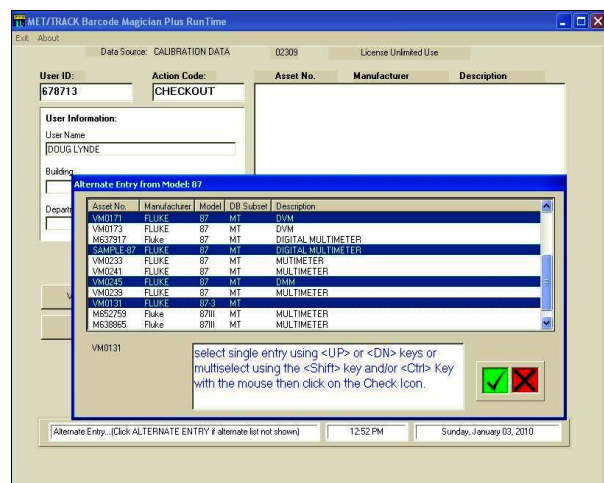 MET/TRACK Barcode Magician Plus RunTime
Exit About
Data Source: CALIBRATION DATA 02309 License Unlimited Use
User ID: Action Code: Asset No. Manufacturer Description
678713 CHECKOUT
User Information:
User Name
DOUG LYNDE
Building
Alternate Entry from Model: 87
Departm
Asset No. Manufacturer Model DB Subset Description
VM0171 FLUKE 87 MT DVM
VM0173 FLUKE 87 MT DVM
M637917 Fluke 87 MT DIGITAL MULTIMETER
SAMPLE-87 FLUKE 87 MT DIGITAL MULTIMETER
VM0233 FLUKE 87 MT MUTIMETER
VM0241 FLUKE 87 MT MULTIMETER
VM0245 FLUKE 87 MT DMM
VM0239 FLUKE 87 MT MULTIMETER
VM0131 FLUKE 87-3 MT
M652759 Fluke 87III MT MULTIMETER
M638865 Fluke 87III MT MULTIMETER
V
VM0131
select single entry using <UP> or <DN> keys or
multiselect using the <Shift> key and/or <Ctrl> Key
with the mouse then click on the Check Icon.
Alternate Entry...(Click ALTERNATE ENTRY if alternate list not shown) 12:52 PM Sunday, January 03, 2010